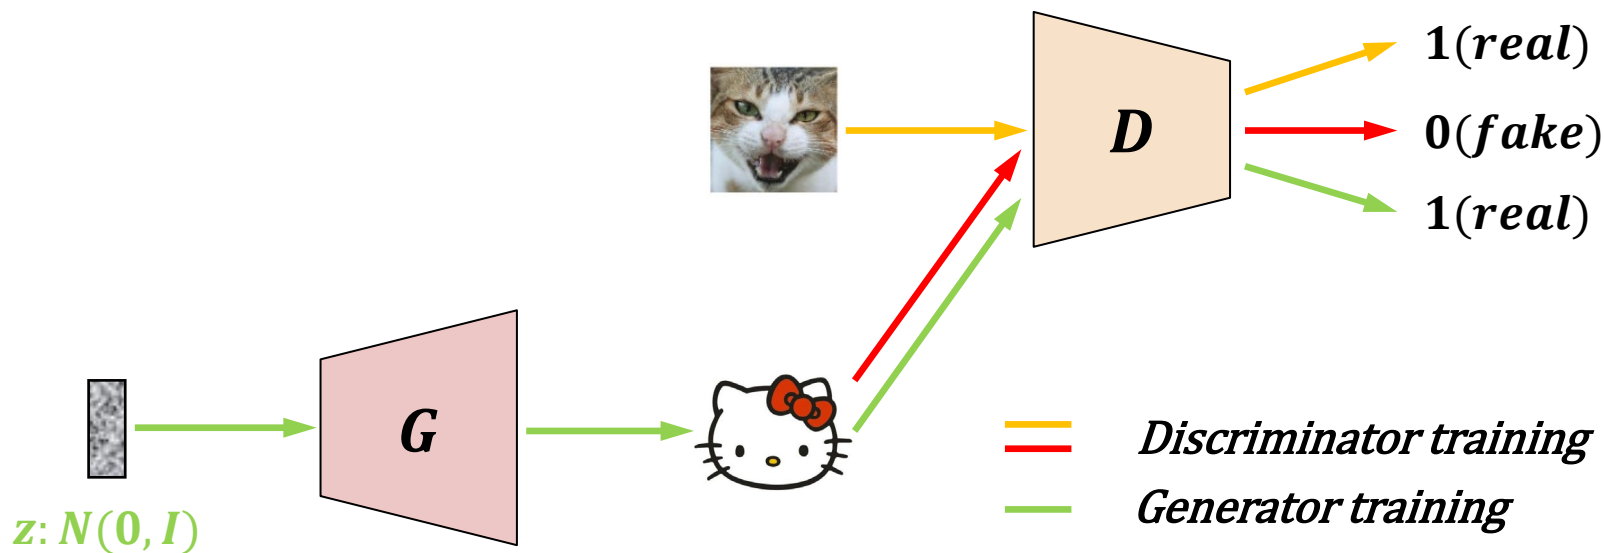 1(real)
D
0(fake)
1(real)
G
Discriminator training
Generator training
z: N(0, I)